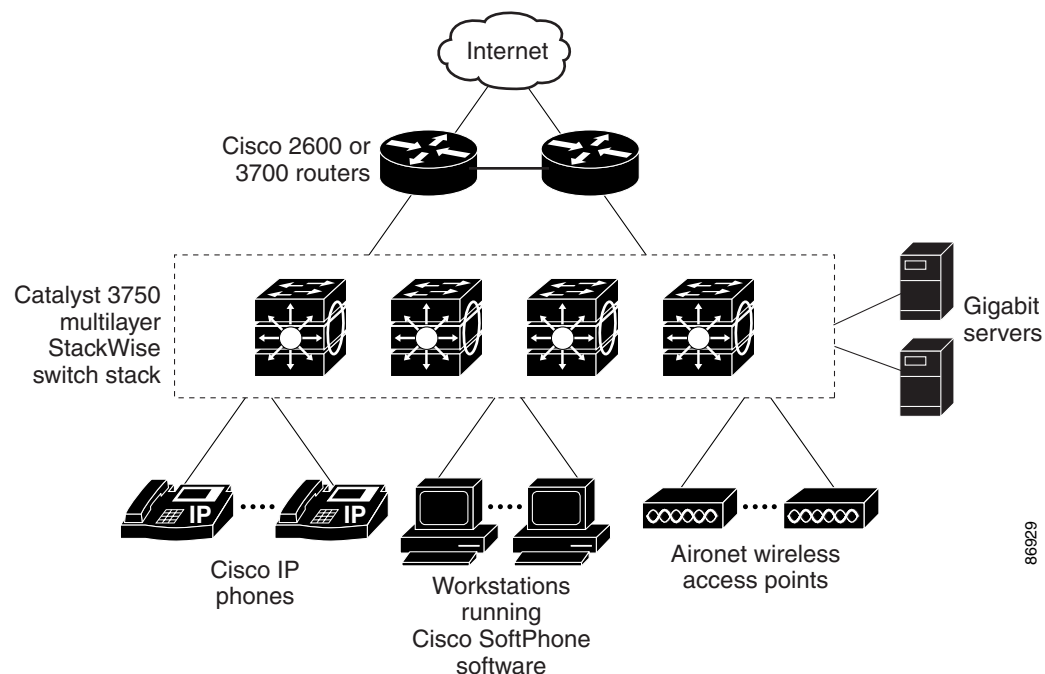 Internet
Cisco 2600 or
3700 routers
Catalyst 3750
multilayer
StackWise
switch stack
Gigabit
servers
IP
IP
Cisco IP
phones
Workstations
running
Cisco SoftPhone
software
Aironet wireless
access points
86929